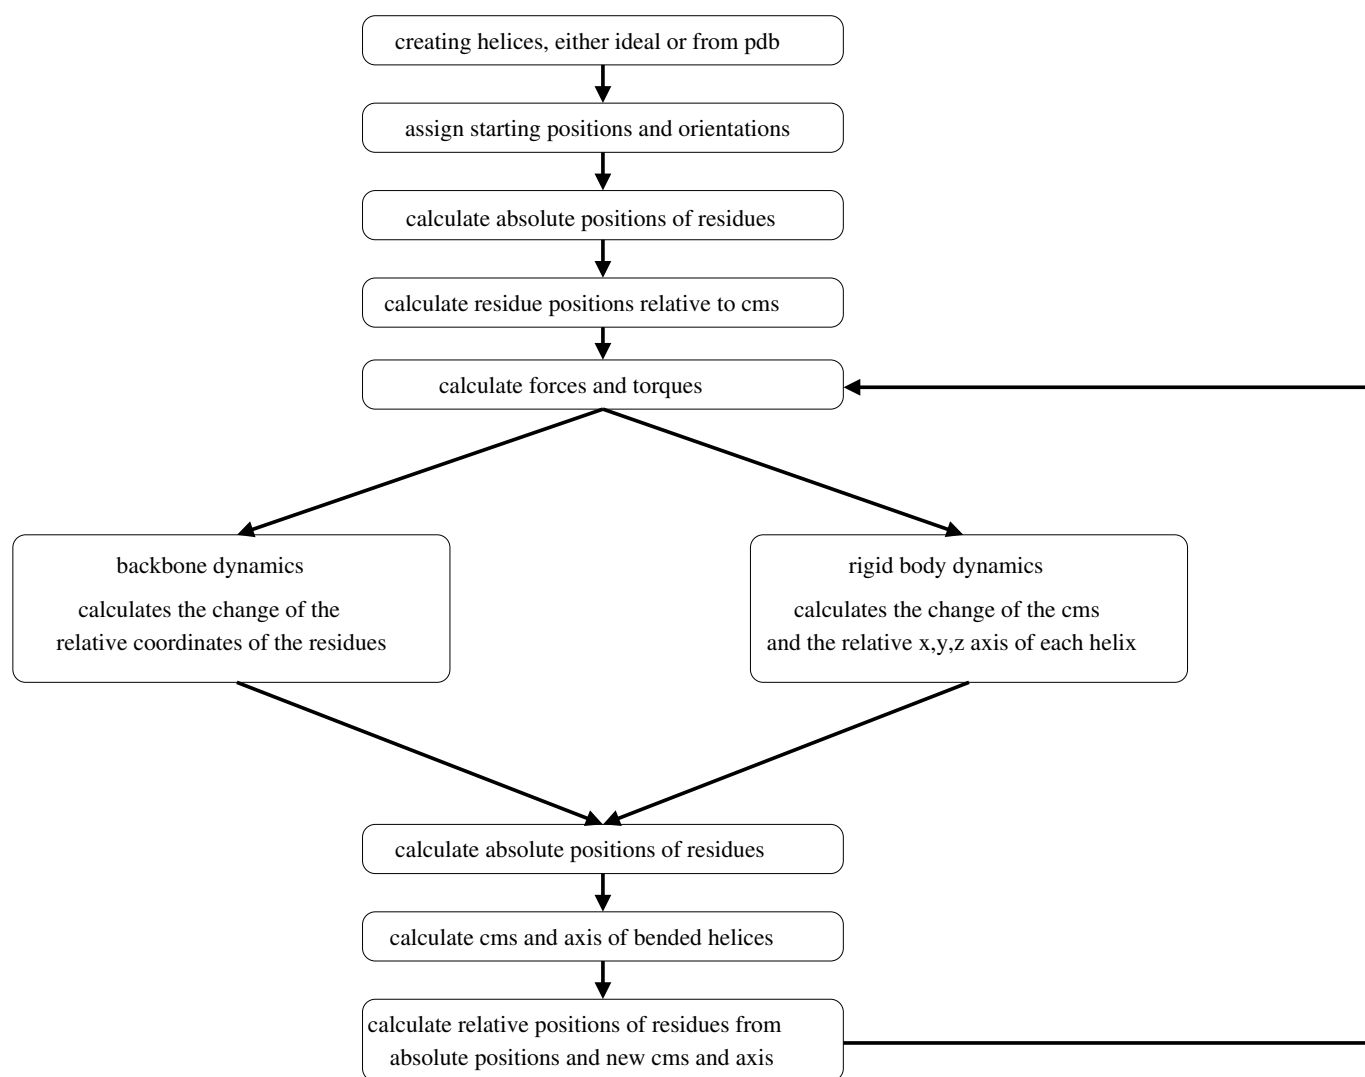 creating helices, either ideal or from pdb
assign starting positions and orientations
calculate absolute positions of residues
calculate residue positions relative to cms
calculate forces and torques
backbone dynamics
calculates the change of the
relative coordinates of the residues
rigid body dynamics
calculates the change of the cms
and the relative x,y,z axis of each helix
calculate absolute positions of residues
calculate cms and axis of bended helices
calculate relative positions of residues from
absolute positions and new cms and axis